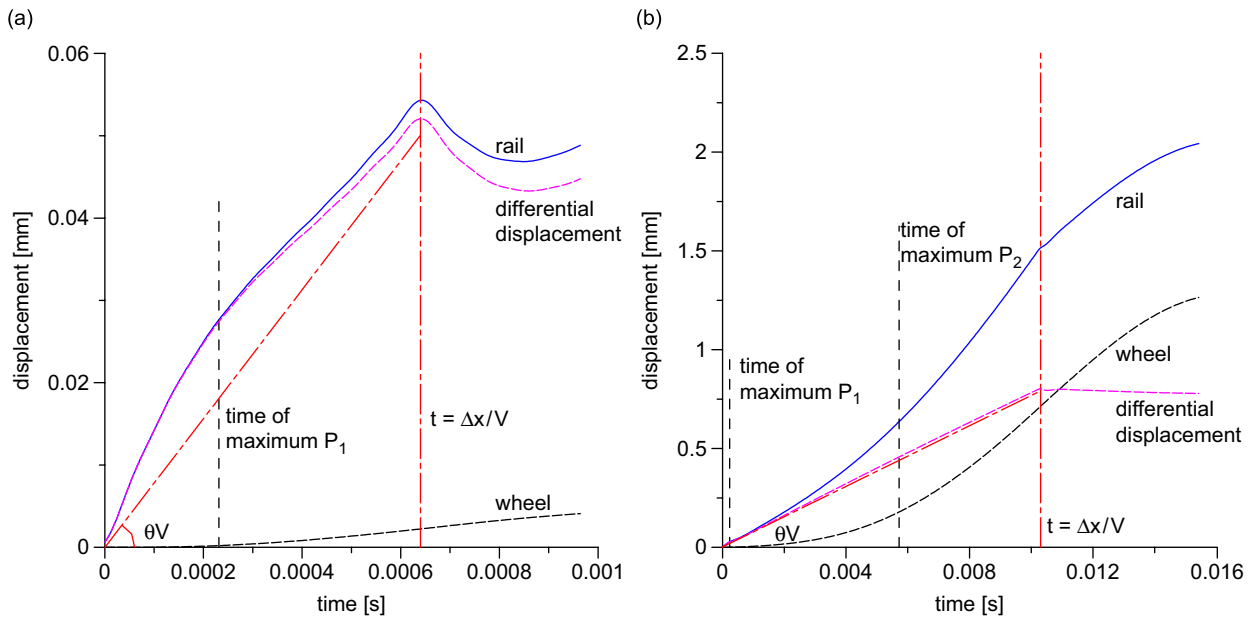 (a)
0.06
0.04
0.02
0
displacement [mm]
rail
differential
displacement
time of
maximum P1
t = Δx/V
wheel
θV
0
0.0002
0.0004
0.0006
0.0008
0.001
time [s]
(b)
2.5
2
1.5
1
0.5
0
displacement [mm]
time of
maximum P2
rail
time of
maximum P1
wheel
differential
displacement
θV
t = Δx/V
0
0.004
0.008
0.012
0.016
time [s]